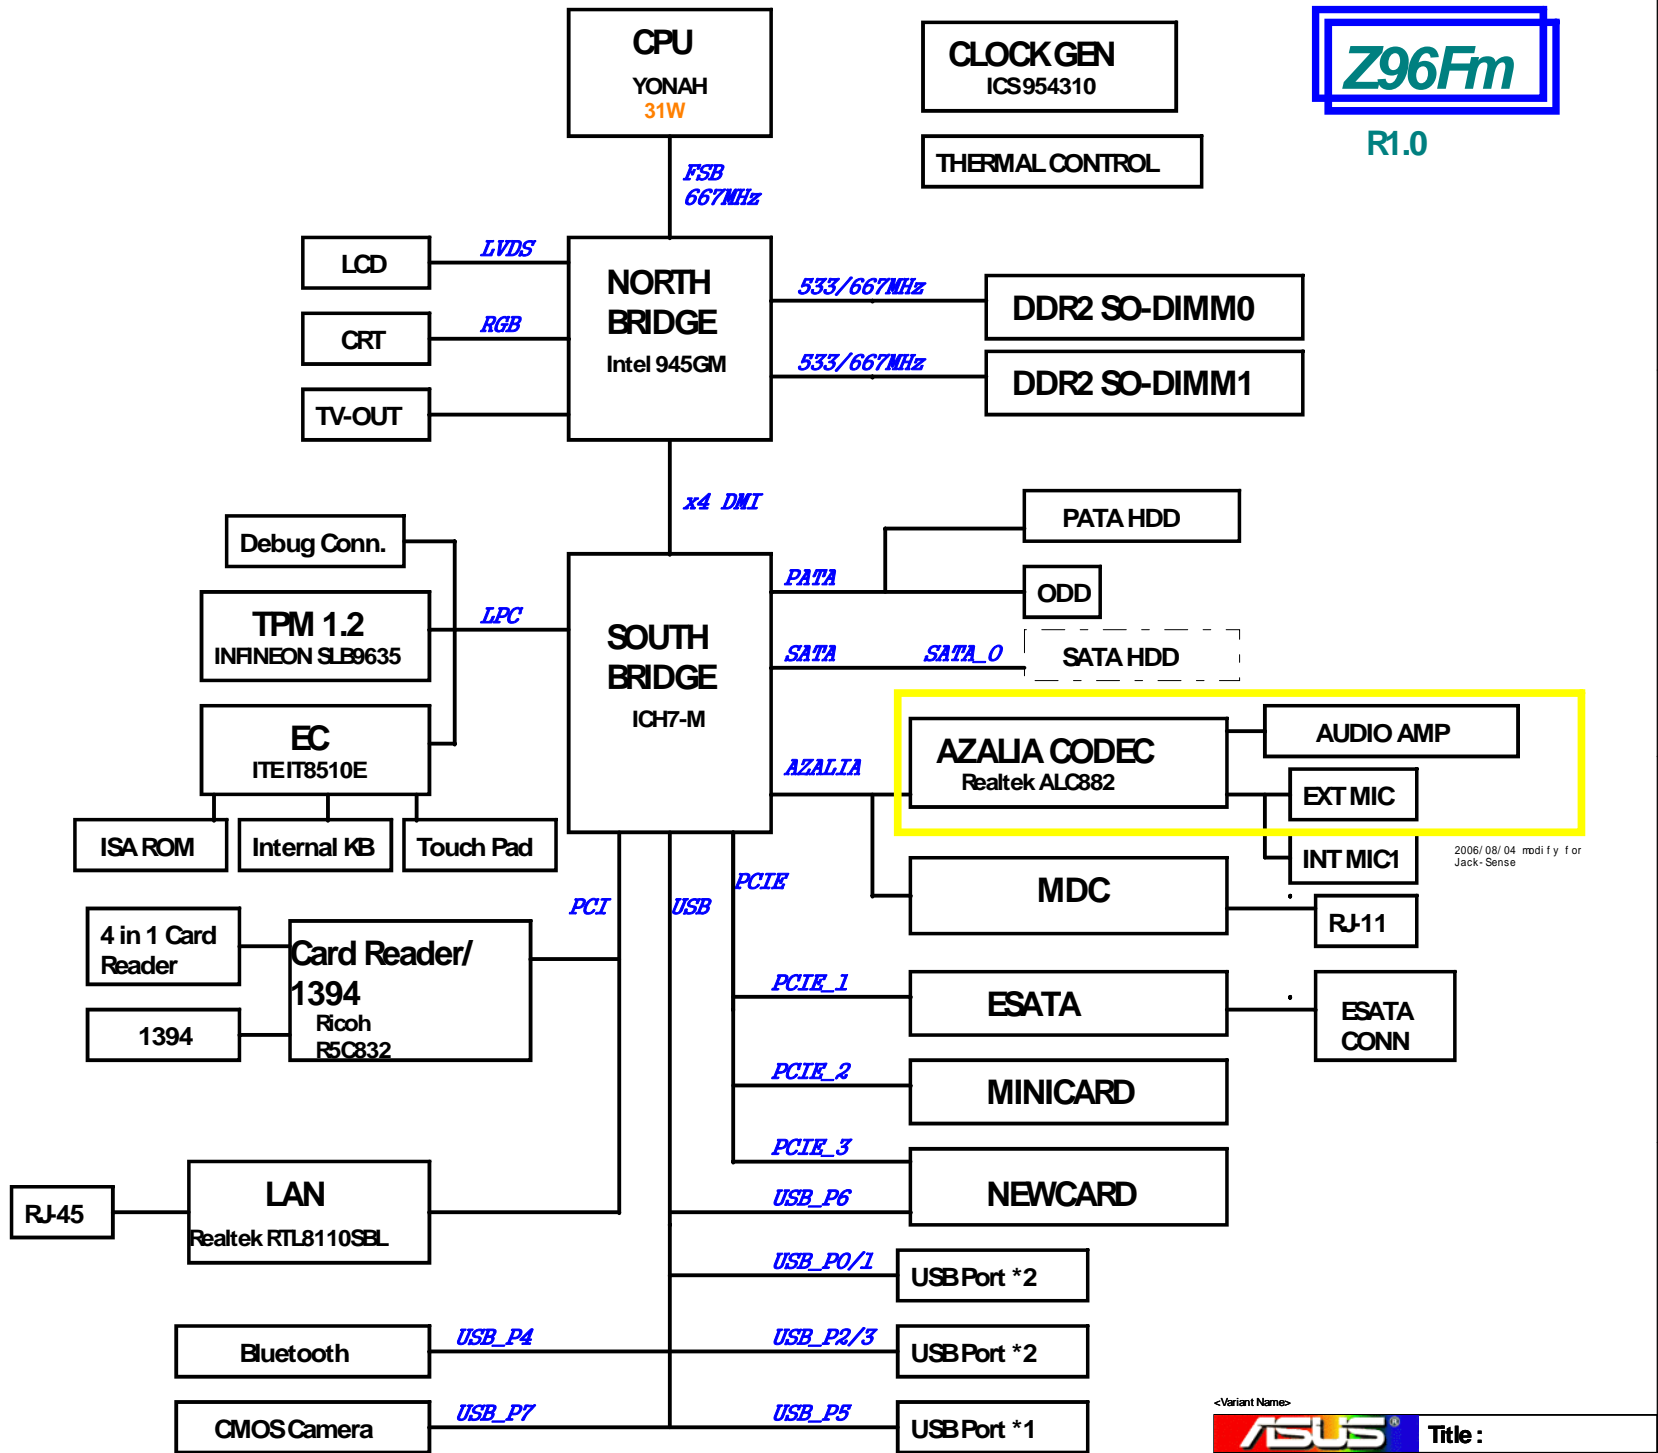 CPU
YONAH
31W
CLOCK GEN
ICS954310
Z96Fm
R1.0
THERMAL CONTROL
FSB
667MHz
LCD
LVDS
NORTH
BRIDGE
Intel 945GM
533/667MHz
DDR2 SO-DIMM0
CRT
RGB
533/667MHz
DDR2 SO-DIMM1
TV-OUT
x4 DMI
PATA HDD
Debug Conn.
PATA
ODD
TPM 1.2
INFINEON SLB9635
LPC
SOUTH
BRIDGE
ICH7-M
SATA
SATA_0
SATA HDD
EC
ITE IT8510E
AZALIA
AZALIA CODEC
Realtek ALC882
AUDIO AMP
EXT MIC
INT MIC1
2006/08/04 modify for
Jack-Sense
ISA ROM
Internal KB
Touch Pad
PCI
USB
PCIE
MDC
RJ-11
4 in 1 Card
Reader
Card Reader/
1394
Ricoh
R5C832
1394
PCIE_1
ESATA
ESATA
CONN
PCIE_2
MINICARD
PCIE_3
NEWCARD
USB_P6
RJ-45
LAN
Realtek RTL8110SBL
USB_P0/1
USB Port *2
Bluetooth
USB_P4
USB_P2/3
USB Port *2
CMOS Camera
USB_P7
USB_P5
USB Port *1
<Variant Name>
ASUS®
Title :